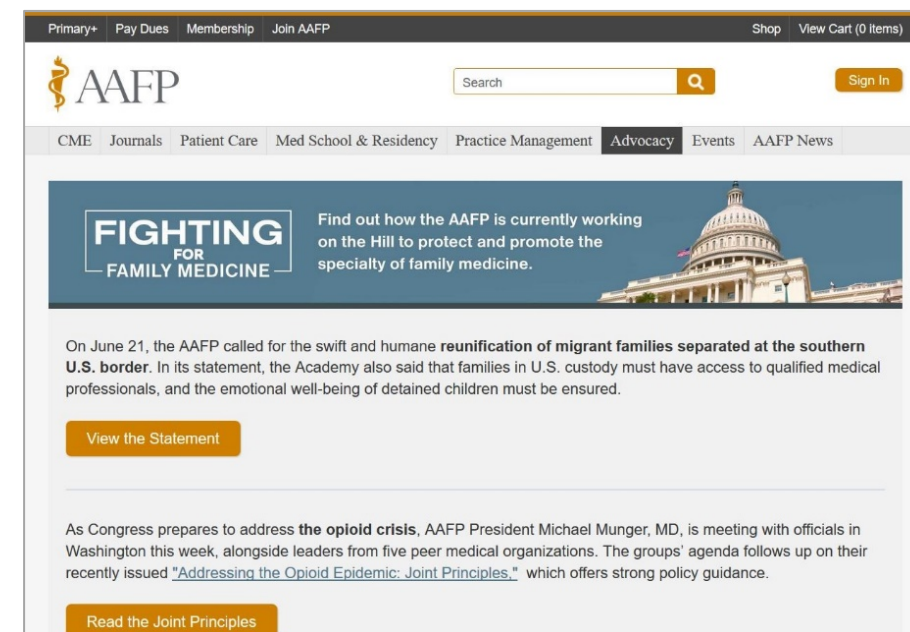 Primary+ Pay Dues Membership Join AAFP Shop View Cart (0 items)
AAFP
Search
Sign In
CME Journals Patient Care Med School & Residency Practice Management Advocacy Events AAFP News
FIGHTING
FOR
FAMILY MEDICINE
Find out how the AAFP is currently working
on the Hill to protect and promote the
specialty of family medicine.
On June 21, the AAFP called for the swift and humane reunification of migrant families separated at the southern
U.S. border. In its statement, the Academy also said that families in U.S. custody must have access to qualified medical
professionals, and the emotional well-being of detained children must be ensured.
View the Statement
As Congress prepares to address the opioid crisis, AAFP President Michael Munger, MD, is meeting with officials in
Washington this week, alongside leaders from five peer medical organizations. The groups' agenda follows up on their
recently issued "Addressing the Opioid Epidemic: Joint Principles," which offers strong policy guidance.
Read the Joint Principles